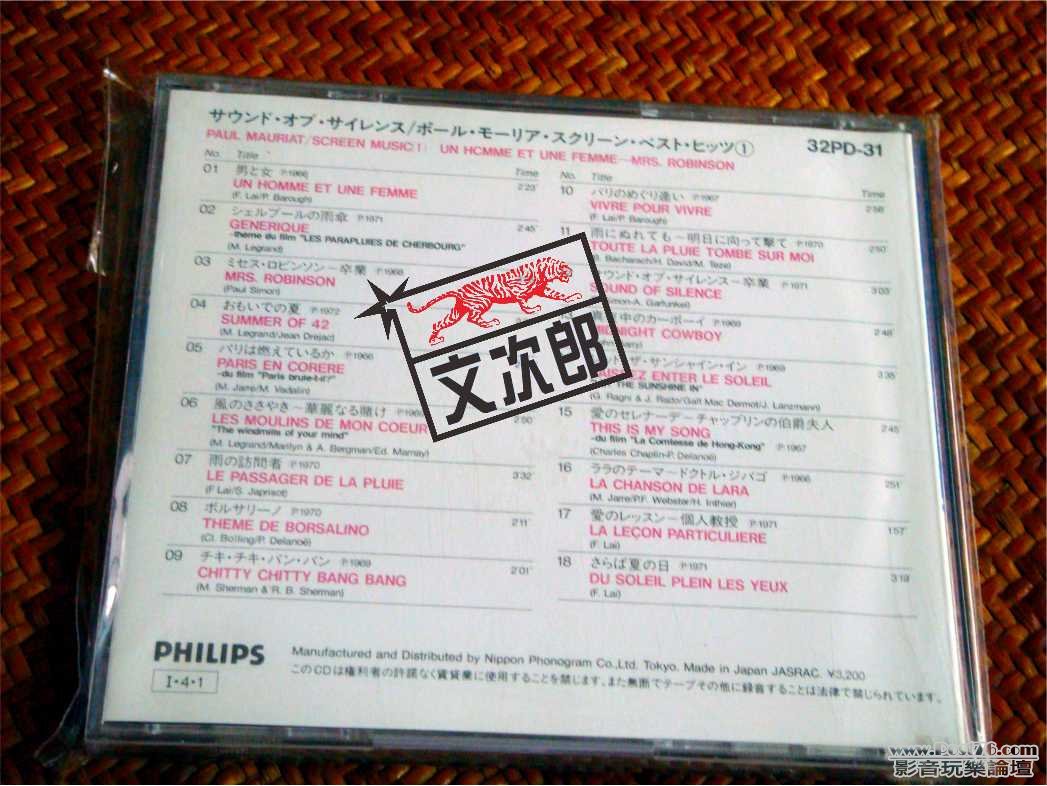 サウンド・オブ・サイレンス/ポール・モーリア・スクリーン・ベスト・ヒッツ①
32PD-31
PAUL MAURIAT/SCREEN MUSIC(1) UN HCMME ET UNE FEMME—MRS. ROBINSON
No. Title Time
01 男と女 ℗1966
UN HOMME ET UNE FEMME 2'23"
(F. Lai/P. Barough)
02 シェルブールの雨傘 ℗1971
GENERIQUE 2'45"
-thème du film "LES PARAPLUIES DE CHERBOURG"
(M. Legrand)
03 ミセス・ロビンソン−卒業 ℗1968
MRS. ROBINSON
(Paul Simon)
04 おもいでの夏 ℗1972
SUMMER OF 42
(M. Legrand/Jean Drejac)
05 パリは燃えているか ℗1966
PARIS EN CORERE
-du film "Paris brule-t-il?"
(M. Jarre/M. Vadalin)
06 風のささやき−華麗なる賭け
LES MOULINS DE MON COEUR
"The windmills of your mind"
(M. Legrand/Marilyn & A. Bergman/Ed. Marnay)
07 雨の訪問者 ℗1970
LE PASSAGER DE LA PLUIE 3'32"
(F Lai/S. Japrisot)
08 ボルサリーノ ℗1970
THEME DE BORSALINO 2'11"
(Cl. Bolling/P. Delanoë)
09 チキ・チキ・バン・バン ℗1969
CHITTY CHITTY BANG BANG 2'01"
(M. Sherman & R. B. Sherman)
No. Title Time
10 パリのめぐり逢い ℗1967
VIVRE POUR VIVRE 2'58"
(F. Lai/P. Barough)
11 雨にぬれても−明日に向って撃て ℗1970
TOUTE LA PLUIE TOMBE SUR MOI 2'50"
Bacharach/H. David/M. Teze)
サウンド・オブ・サイレンス−卒業 ℗1971
SOUND OF SILENCE 3'03"
Simon-A. Garfunkel)
中のカーボーイ ℗1969
MIDNIGHT COWBOY 2'48"
ザ・サンシャイン・イン ℗1969
ENTER LE SOLEIL 3'38"
THE SUNSHINE IN"
(G. Ragni & J. Rado/Galt Mac Dermot/J. Lanzmann)
15 愛のセレナーデ−チャップリンの伯爵夫人
THIS IS MY SONG 2'45"
-du film "La Comtesse de Hong-Kong" ℗1967
(Charles Chaplin-P. Delanoë)
16 ララのテーマ−ドクトル・ジバゴ ℗1966
LA CHANSON DE LARA 2'51"
(M. Jarre/P.F. Webster/H. Inthier)
17 愛のレッスン−個人教授 ℗1971
LA LEÇON PARTICULIERE 1'57"
(F. Lai)
18 さらば夏の日 ℗1971
DU SOLEIL PLEIN LES YEUX 3'19"
(F. Lai)
文次郎
PHILIPS
I・4・1
Manufactured and Distributed by Nippon Phonogram Co.,Ltd. Tokyo. Made in Japan JASRAC. ¥3,200
このCDは権利者の許諾なく賃貸業に使用することを禁じます。また無断でテープその他に録音することは法律で禁じられています。
www.Post76.com
影音玩樂論壇